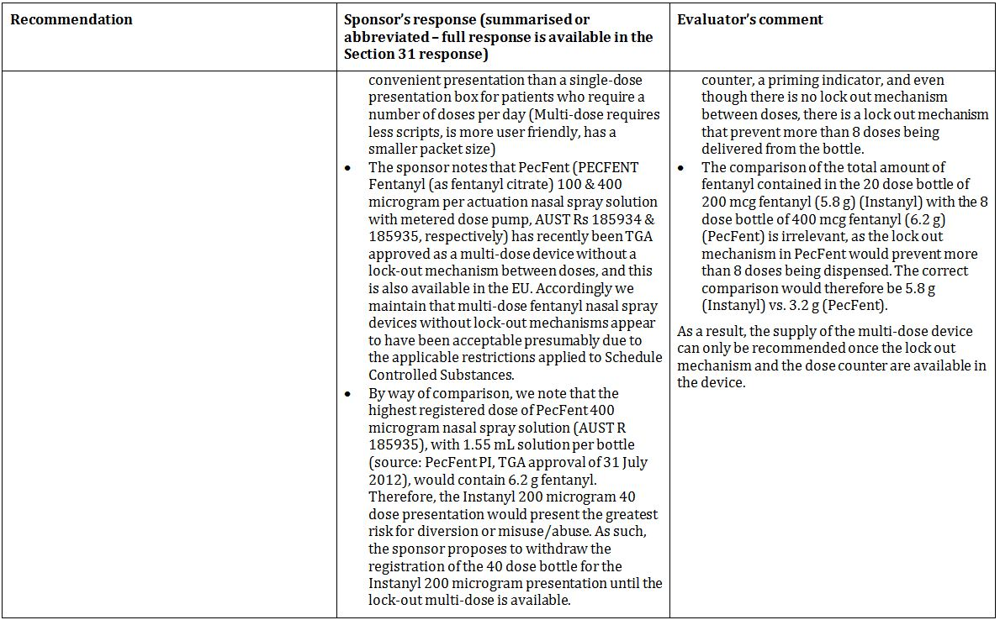 Recommendation
Sponsor's response (summarised or
abbreviated – full response is available in the
Section 31 response)
Evaluator's comment
convenient presentation than a single-dose
presentation box for patients who require a
number of doses per day (Multi-dose requires
less scripts, is more user friendly, has a
smaller packet size)
• The sponsor notes that PecFent (PECFENT
Fentanyl (as fentanyl citrate) 100 & 400
microgram per actuation nasal spray solution
with metered dose pump, AUST Rs 185934 &
185935, respectively) has recently been TGA
approved as a multi-dose device without a
lock-out mechanism between doses, and this
is also available in the EU. Accordingly we
maintain that multi-dose fentanyl nasal spray
devices without lock-out mechanisms appear
to have been acceptable presumably due to
the applicable restrictions applied to Schedule
Controlled Substances.
• By way of comparison, we note that the
highest registered dose of PecFent 400
microgram nasal spray solution (AUST R
185935), with 1.55 mL solution per bottle
(source: PecFent PI, TGA approval of 31 July
2012), would contain 6.2 g fentanyl.
Therefore, the Instanyl 200 microgram 40
dose presentation would present the greatest
risk for diversion or misuse/abuse. As such,
the sponsor proposes to withdraw the
registration of the 40 dose bottle for the
Instanyl 200 microgram presentation until the
lock-out multi-dose is available.
counter, a priming indicator, and even
though there is no lock out mechanism
between doses, there is a lock out mechanism
that prevent more than 8 doses being
delivered from the bottle.
• The comparison of the total amount of
fentanyl contained in the 20 dose bottle of
200 mcg fentanyl (5.8 g) (Instanyl) with the 8
dose bottle of 400 mcg fentanyl (6.2 g)
(PecFent) is irrelevant, as the lock out
mechanism in PecFent would prevent more
than 8 doses being dispensed. The correct
comparison would therefore be 5.8 g
(Instanyl) vs. 3.2 g (PecFent).
As a result, the supply of the multi-dose device
can only be recommended once the lock out
mechanism and the dose counter are available in
the device.